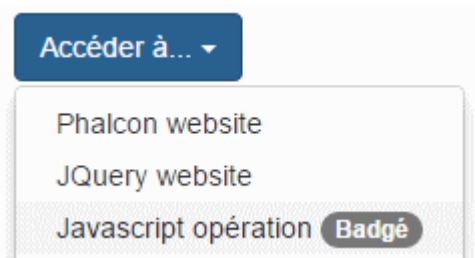 Accéder à...
Phalcon website
JQuery website
Javascript opération Badgé